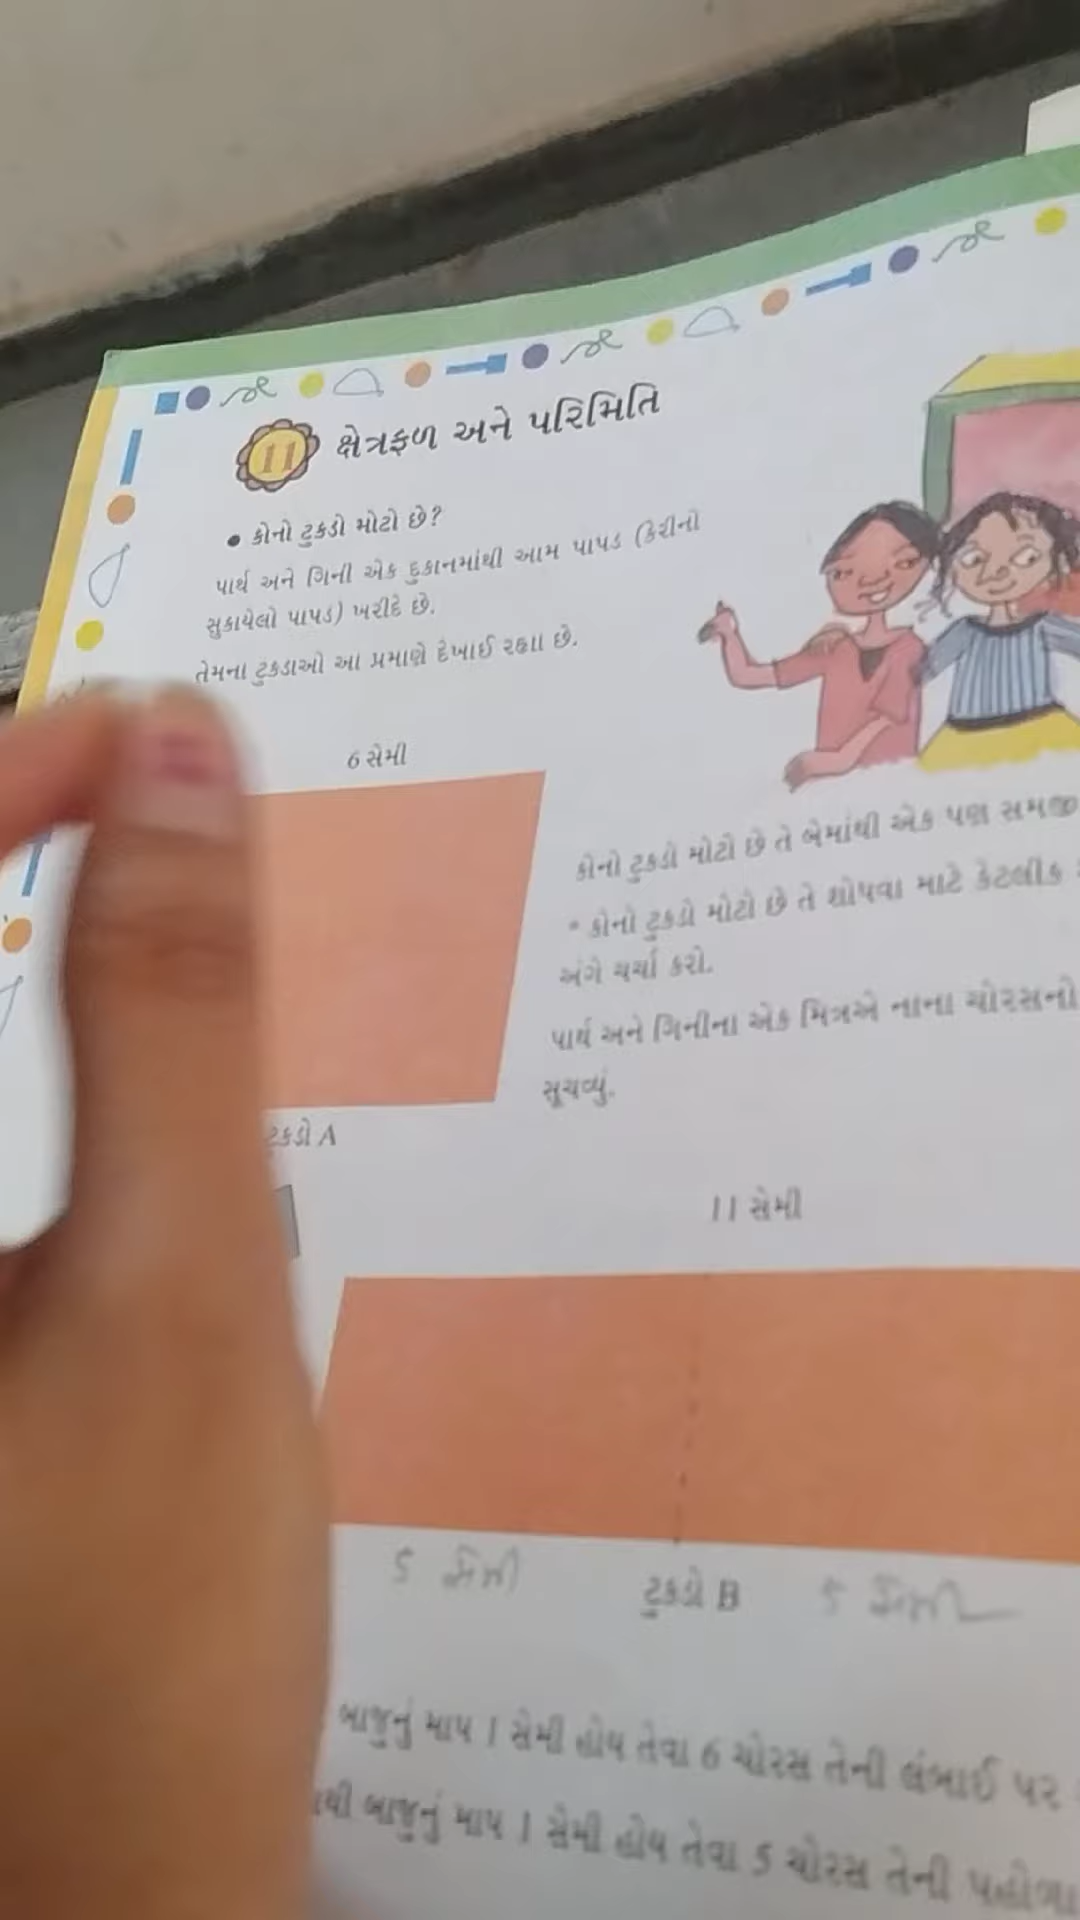 11 ક્ષેત્રફળ અને પરિમિતિ
• કોનો ટુકડો મોટો છે?
પાર્થ અને ગિની એક દુકાનમાંથી આમ પાપડ (કેરીનો
સુકાયેલો પાપડ) ખરીદે છે.
તેમના ટુકડાઓ આ પ્રમાણે દેખાઈ રહ્યા છે.
6 સેમી
કોનો ટુકડો મોટો છે તે બેમાંથી એક પણ સમજી
• કોનો ટુકડો મોટો છે તે શોધવા માટે કેટલીક
અંગે ચર્ચા કરો.
પાર્થ અને ગિનીના એક મિત્રએ નાના ચોરસનો
સૂચવ્યું.
ટુકડો A
11 સેમી
5 સેમી
ટુકડો B
5 સેમી
બાજુનું માપ 1 સેમી હોય તેવા 6 ચોરસ તેની લંબાઈ પર
બાજુનું માપ 1 સેમી હોય તેવા 5 ચોરસ તેની